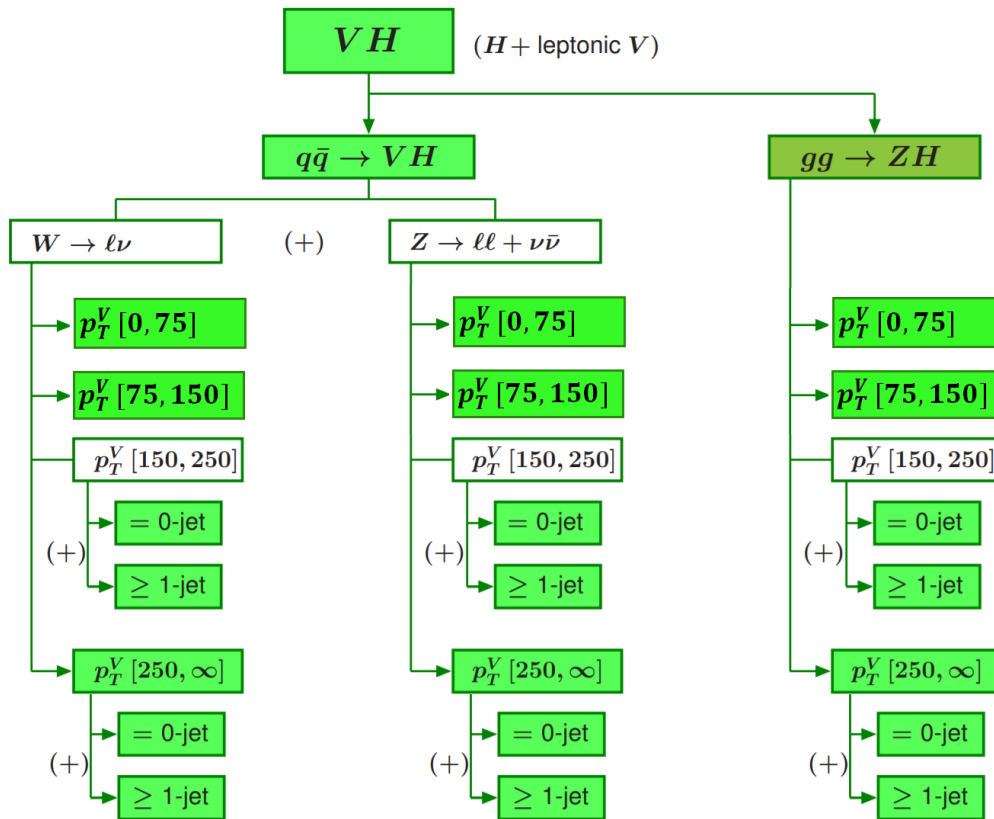 VH (H + leptonic V)
qq̄ → VH gg → ZH
W → ℓν (+) Z → ℓℓ + νν̄
p_T^V [0, 75] p_T^V [0, 75] p_T^V [0, 75]
p_T^V [75, 150] p_T^V [75, 150] p_T^V [75, 150]
p_T^V [150, 250] p_T^V [150, 250] p_T^V [150, 250]
= 0-jet = 0-jet = 0-jet
(+) (+) (+)
≥ 1-jet ≥ 1-jet ≥ 1-jet
p_T^V [250, ∞] p_T^V [250, ∞] p_T^V [250, ∞]
= 0-jet = 0-jet = 0-jet
(+) (+) (+)
≥ 1-jet ≥ 1-jet ≥ 1-jet